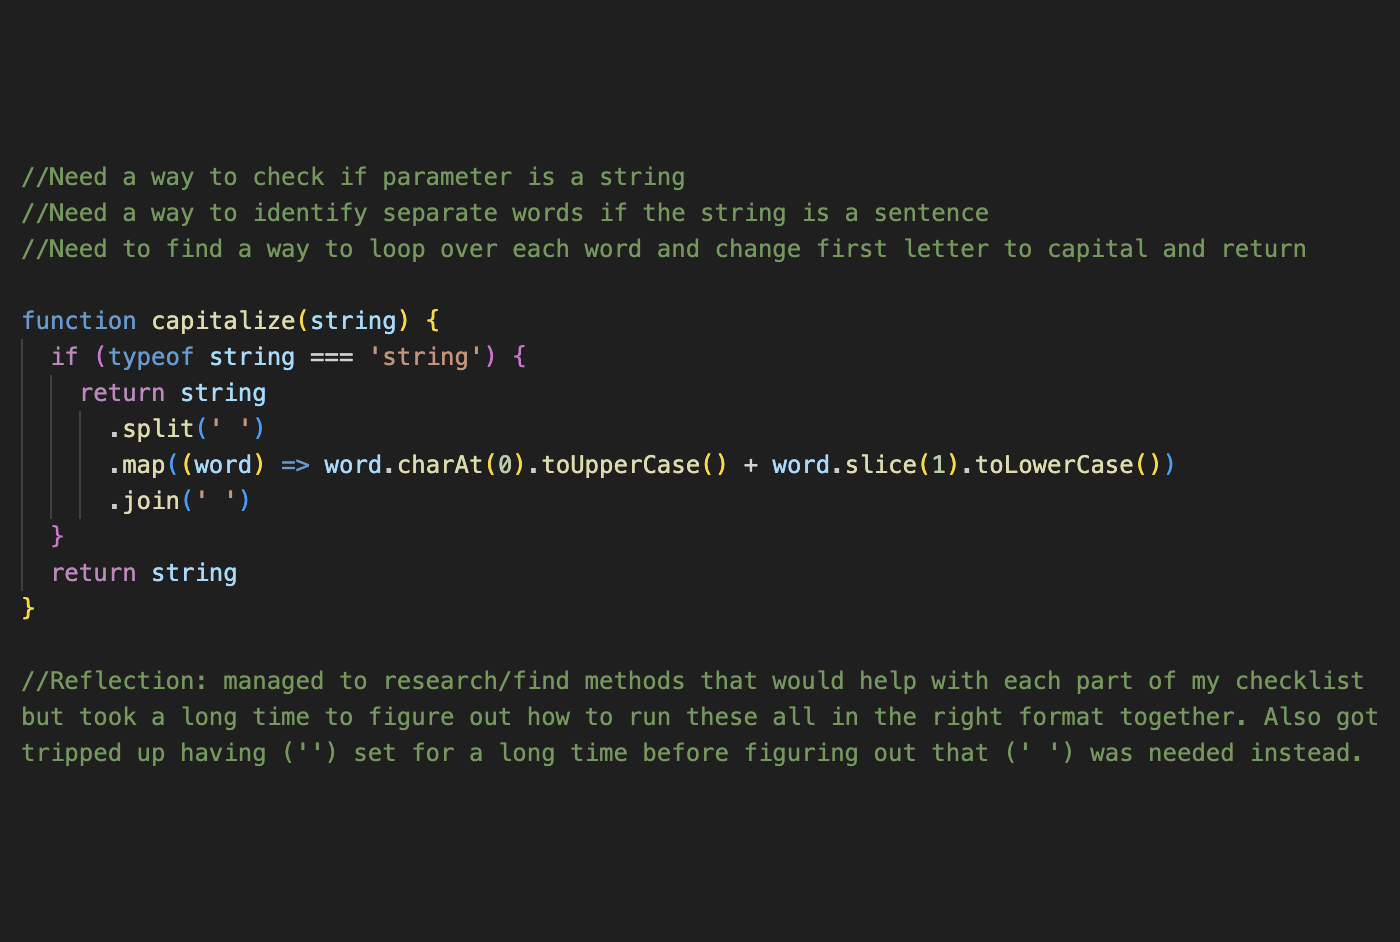 //Need a way to check if parameter is a string
//Need a way to identify separate words if the string is a sentence
//Need to find a way to loop over each word and change first letter to capital and return
function capitalize(string) {
  if (typeof string === 'string') {
    return string
      .split(' ')
      .map((word) => word.charAt(0).toUpperCase() + word.slice(1).toLowerCase())
      .join(' ')
  }
  return string
}
//Reflection: managed to research/find methods that would help with each part of my checklist
but took a long time to figure out how to run these all in the right format together. Also got
tripped up having ('') set for a long time before figuring out that (' ') was needed instead.